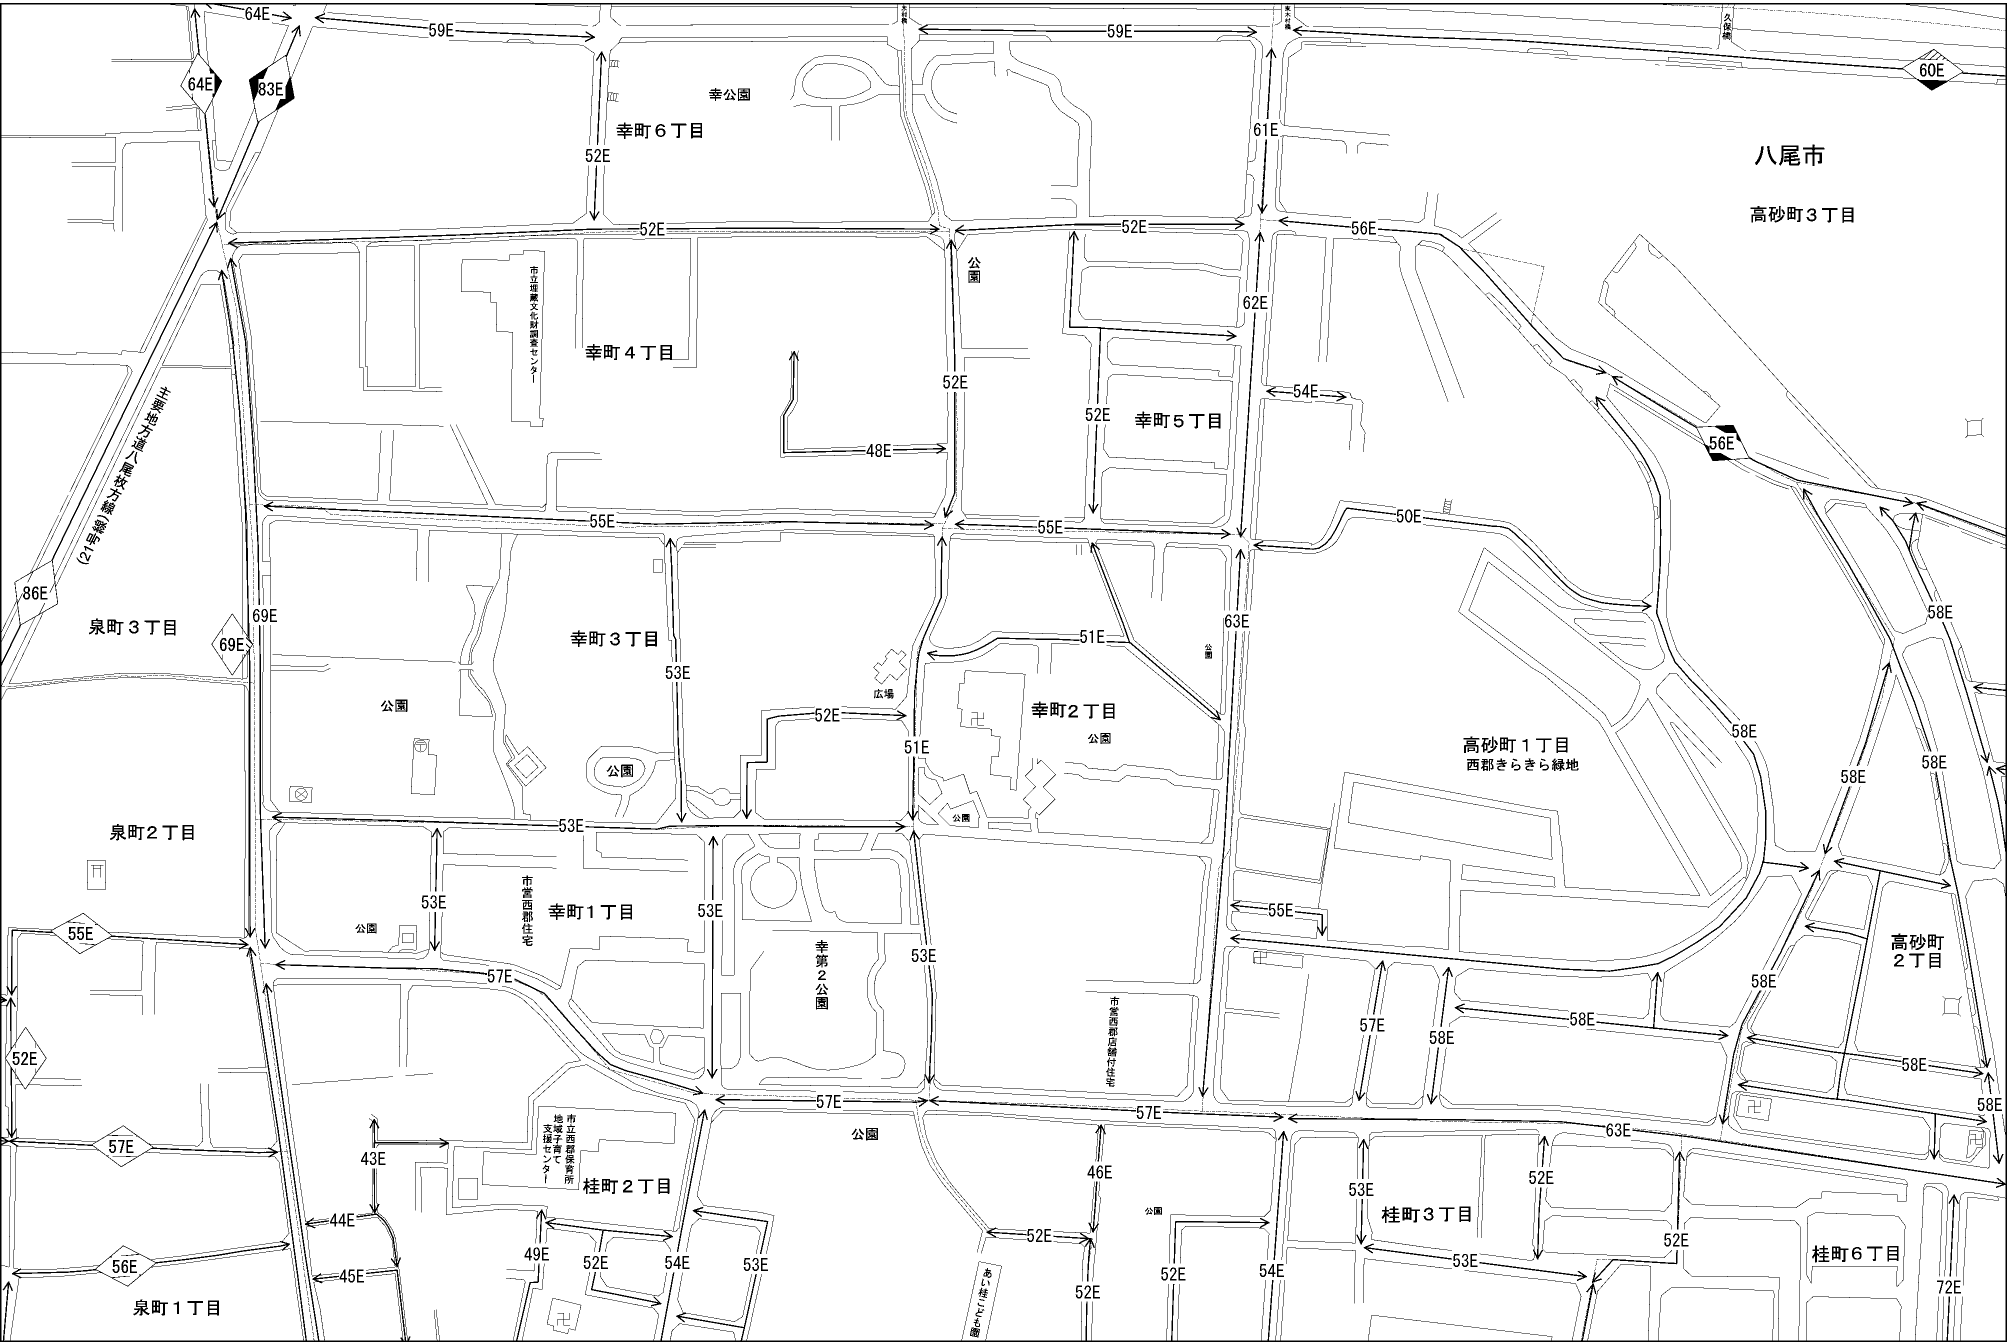 64E
59E
59E
60E
64E
83E
幸公園
幸町６丁目
52E
61E
久保橋
八尾市
高砂町３丁目
52E
52E
56E
公園
市立埋蔵文化財調査センター
幸町４丁目
62E
52E
52E
54E
幸町５丁目
48E
56E
主要地方道八尾枚方線
(21号線)
55E
55E
50E
86E
泉町３丁目
69E
69E
幸町３丁目
53E
51E
63E
公園
58E
広場
公園
52E
幸町２丁目
公園
51E
58E
高砂町１丁目
西郡きらきら緑地
58E
58E
公園
公園
泉町２丁目
53E
53E
市営西郡住宅
幸町１丁目
53E
55E
公園
55E
幸第２公園
53E
高砂町
２丁目
57E
58E
市営西郡店舗付住宅
52E
57E
58E
58E
58E
57E
57E
58E
63E
公園
57E
43E
市立西郡保育所
地域子育て
支援センター
桂町２丁目
46E
53E
52E
公園
桂町３丁目
44E
49E
52E
54E
53E
52E
52E
52E
54E
53E
52E
桂町６丁目
72E
56E
45E
泉町１丁目
あい桂こども園